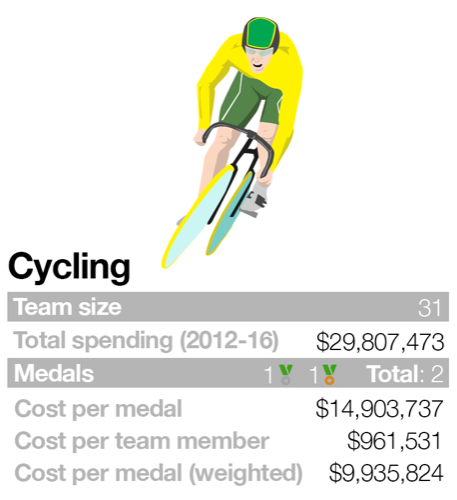 Cycling
Team size 31
Total spending (2012-16) $29,807,473
Medals 1 1 Total: 2
Cost per medal $14,903,737
Cost per team member $961,531
Cost per medal (weighted) $9,935,824